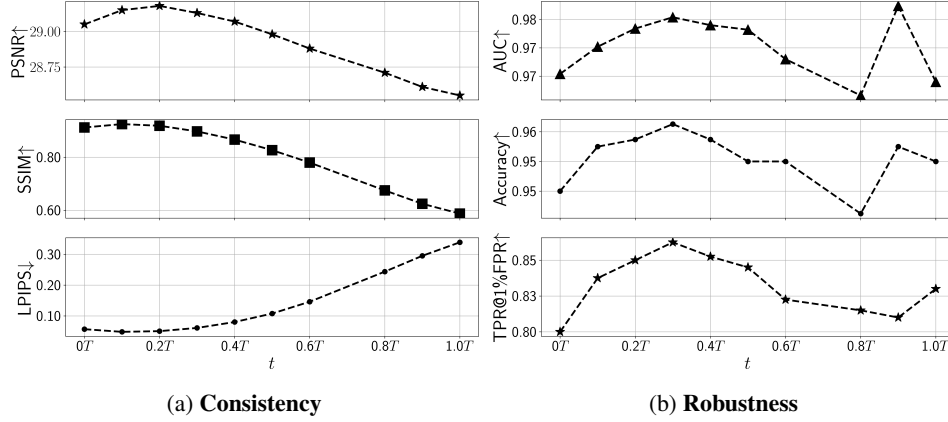 PSNR↑
29.00
28.75
SSIM↑
0.80
0.60
LPIPS↓
0.30
0.10
0T 0.2T 0.4T 0.6T 0.8T 1.0T
t
(a) Consistency
AUC↑
0.98
0.97
0.97
Accuracy↑
0.96
0.95
0.95
TPR@1%FPR↑
0.85
0.83
0.80
0T 0.2T 0.4T 0.6T 0.8T 1.0T
t
(b) Robustness